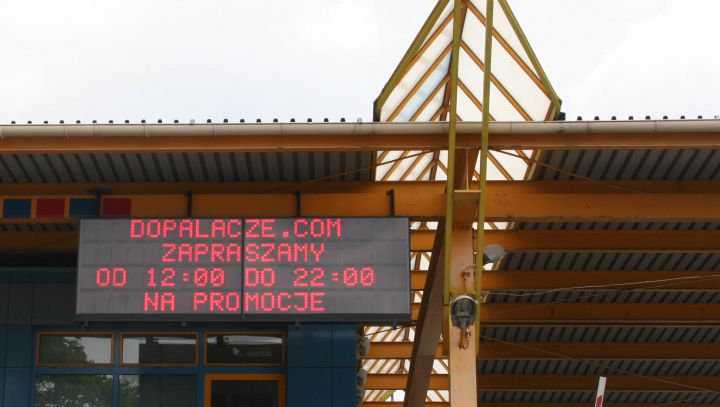 DOPALACZE.COM
ZAPRASZAMY
OD 12:00 DO 22:00
NA PROMOCJE